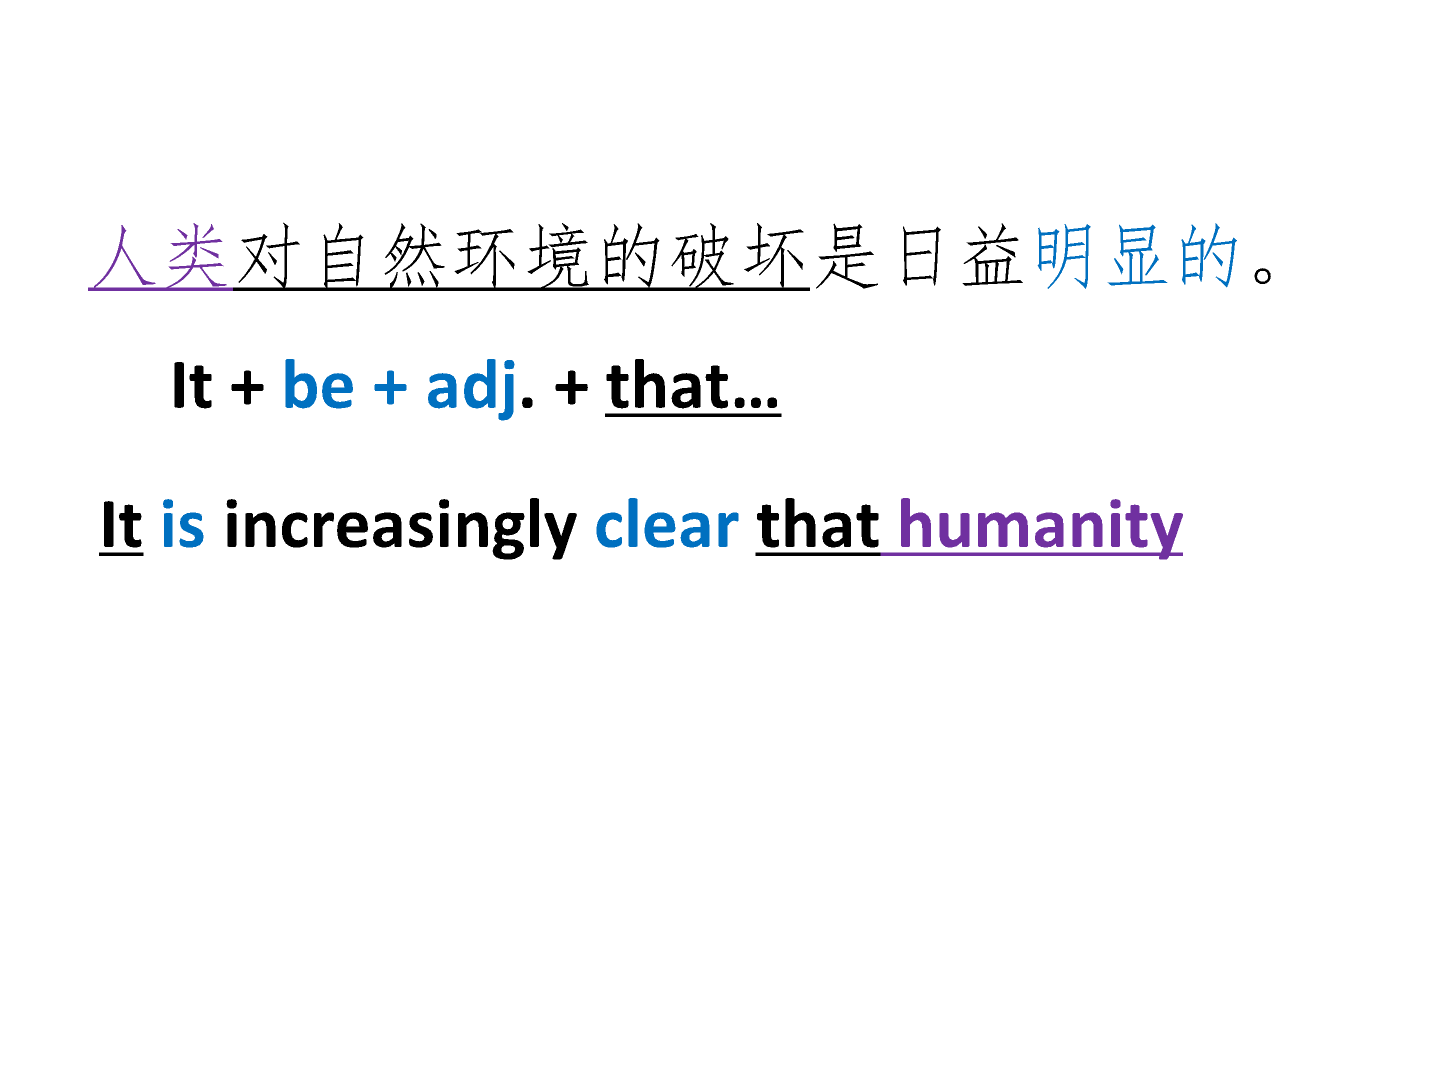 人类对自然环境的破坏是日益明显的。
It + be + adj. + that…
It is increasingly clear that humanity